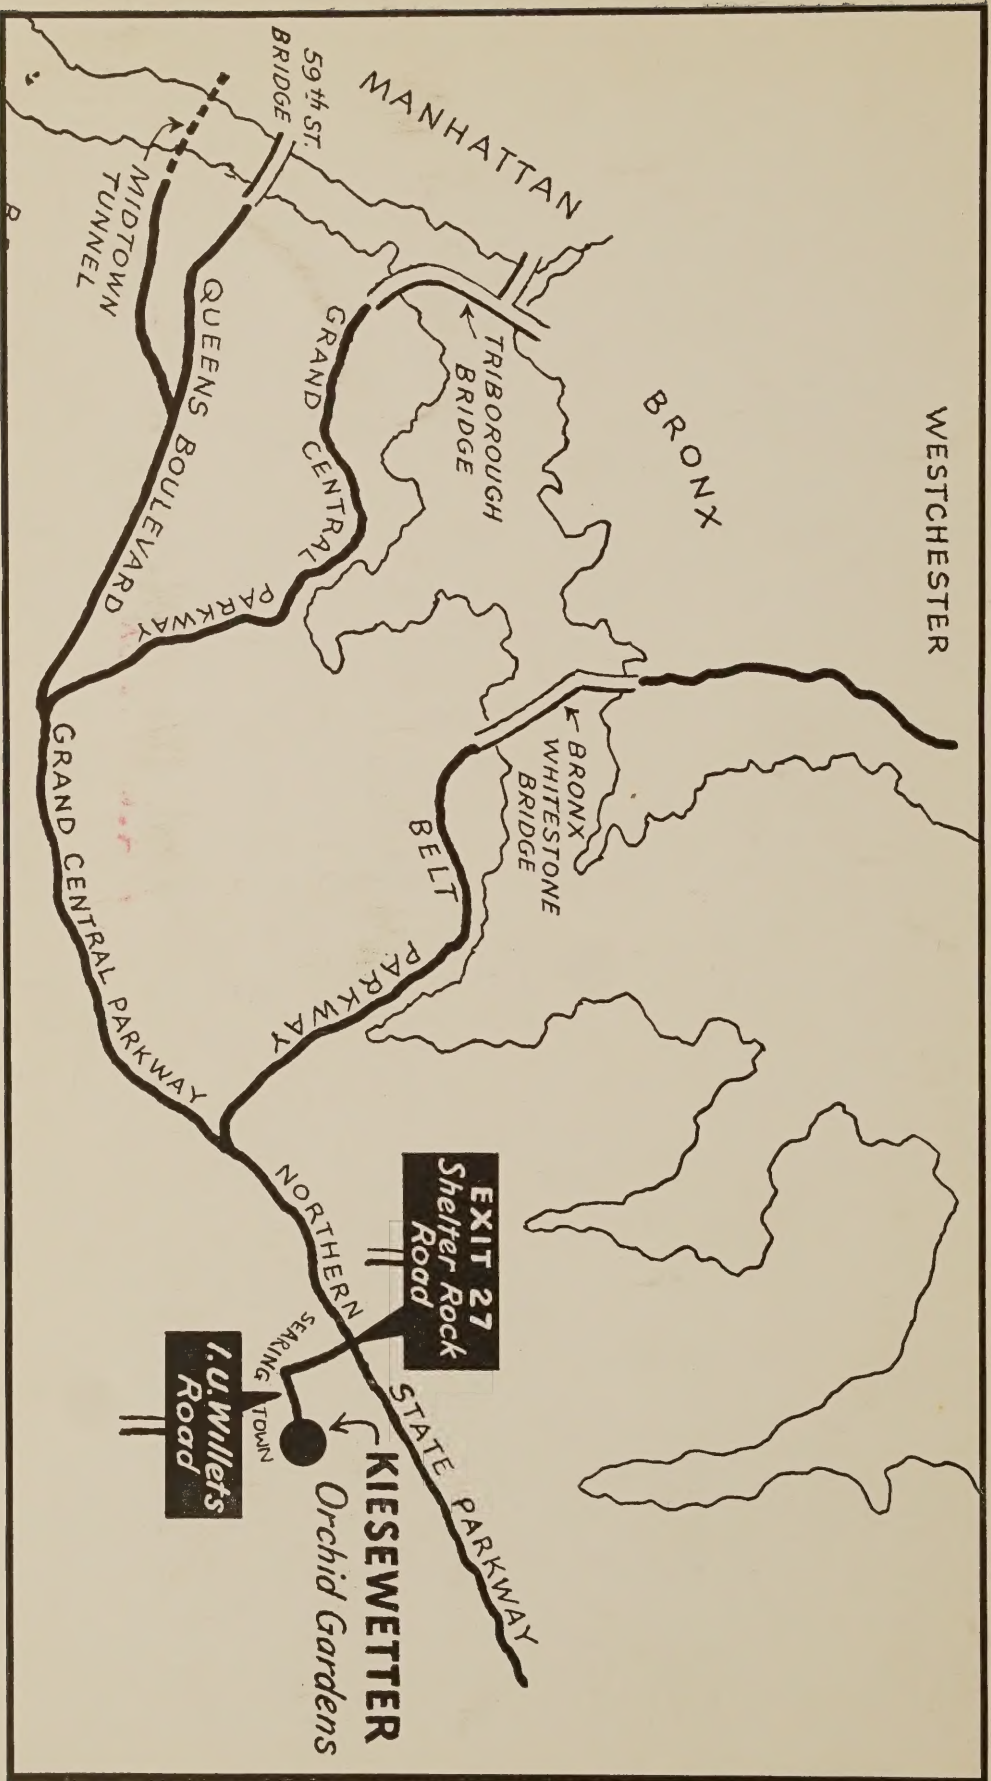 WESTCHESTER
BRONX
MANHATTAN
59th ST.
BRIDGE
MIDTOWN
TUNNEL
QUEENS BOULEVARD
TRIBOROUGH
BRIDGE
GRAND CENTRAL PARKWAY
BRONX
WHITESTONE
BRIDGE
BELT PARKWAY
GRAND CENTRAL PARKWAY
NORTHERN STATE PARKWAY
EXIT 27
Shelter Rock
Road
SEARING TOWN
I.U. Willets
Road
KIESEWETTER
Orchid Gardens